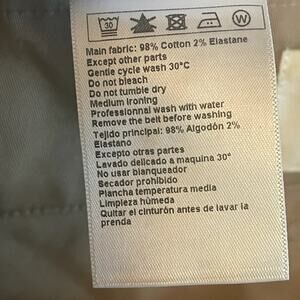 30
W
Main fabric: 98% Cotton 2% Elastane
Except other parts
Gentle cycle wash 30°C
Do not bleach
Do not tumble dry
Medium ironing
Professionnal wash with water
Remove the belt before washing
Tejido principal: 98% Algodón 2%
Elastano
Excepto otras partes
Lavado delicado a maquina 30°
No usar blanqueador
Secador prohibido
Plancha temperatura media
Limpieza húmeda
Quitar el cinturón antes de lavar la
prenda